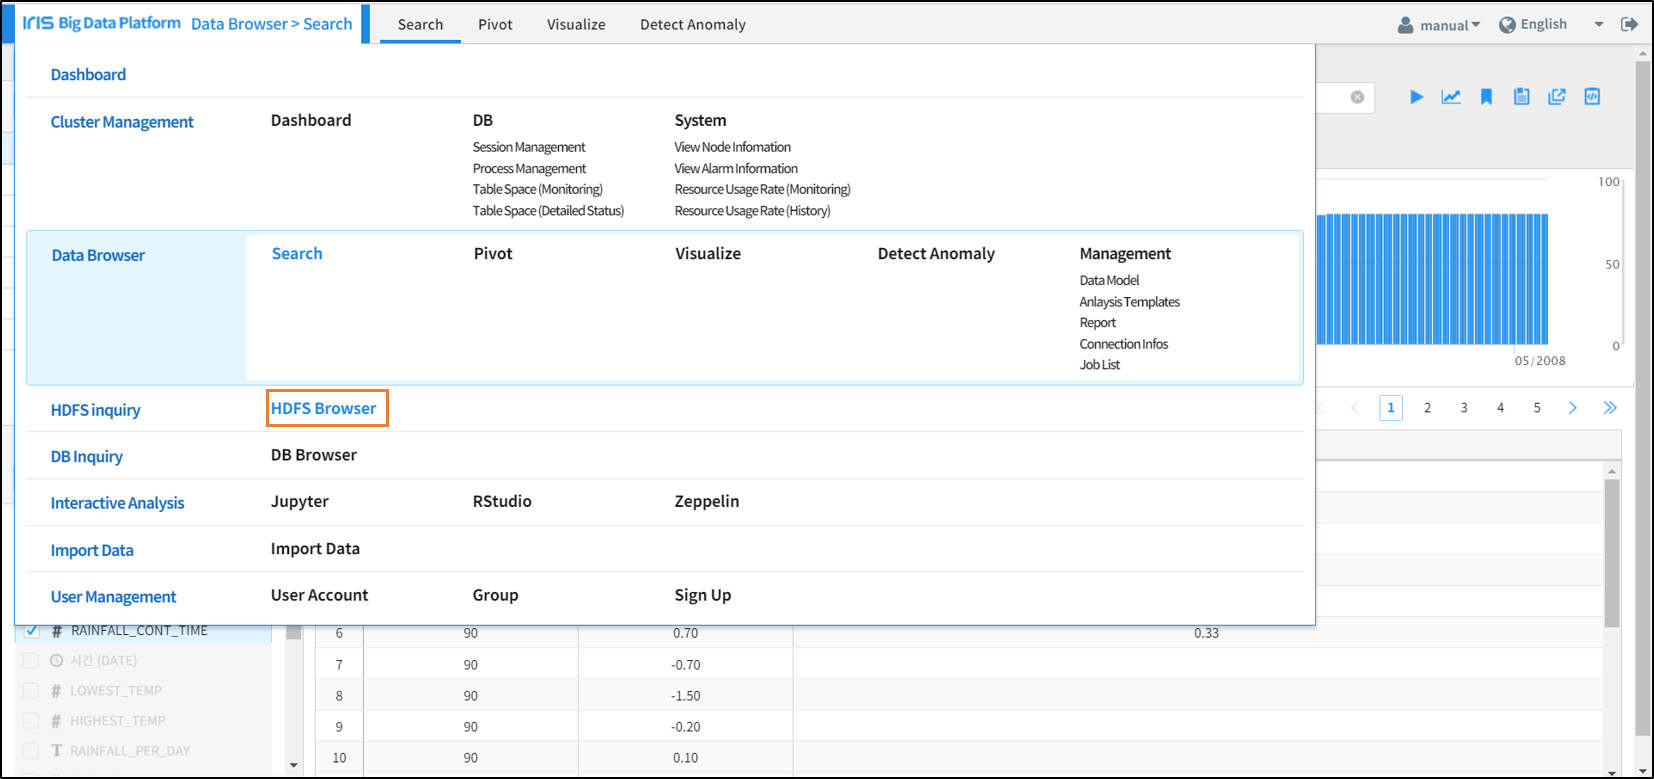 IRIS Big Data Platform Data Browser > Search Search Pivot Visualize Detect Anomaly manual English
Dashboard
Cluster Management Dashboard DB System
Session Management View Node Infomation
Process Management View Alarm Information
Table Space (Monitoring) Resource Usage Rate (Monitoring)
Table Space (Detailed Status) Resource Usage Rate (History)
100
Data Browser Search Pivot Visualize Detect Anomaly Management
50
Data Model
Anlaysis Templates
Report
Connection Infos
0
Job List
05/2008
HDFS inquiry HDFS Browser
1 2 3 4 5
DB Inquiry DB Browser
Interactive Analysis Jupyter RStudio Zeppelin
Import Data Import Data
User Management User Account Group Sign Up
# RAINFALL_CONT_TIME 6 90 0.70 0.33
시간 (DATE) 7 90 -0.70
# LOWEST_TEMP 8 90 -1.50
# HIGHEST_TEMP 9 90 -0.20
T RAINFALL_PER_DAY 10 90 0.10